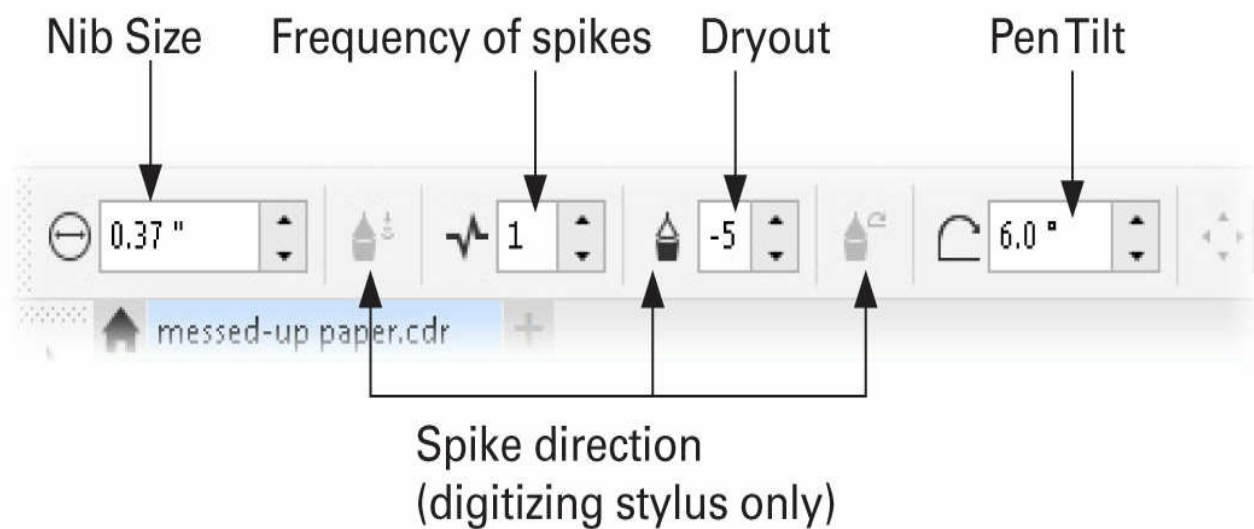 Nib Size Frequency of spikes Dryout Pen Tilt
0.37 " 1 -5 6.0 °
messed-up paper.cdr
Spike direction
(digitizing stylus only)